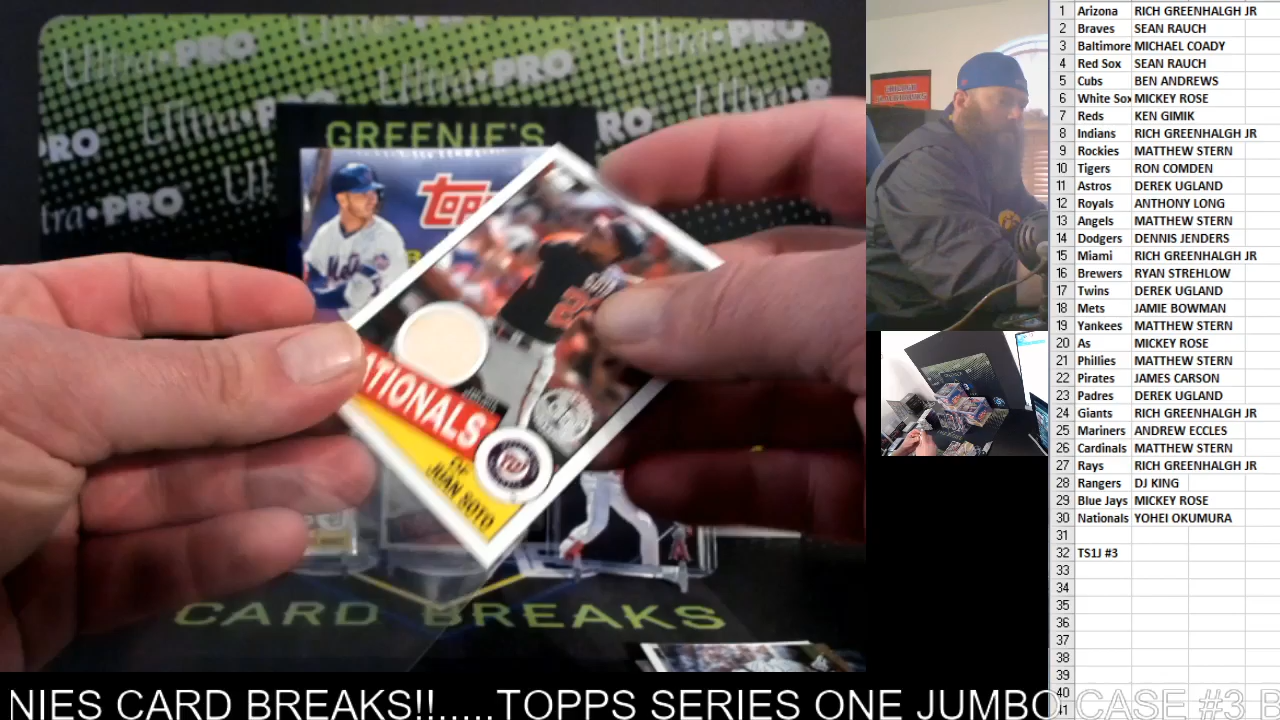 Ultra•PRO
Ultra•PRO
Ultra•PRO
GREENIE'S
Mets
NATIONALS
OF
JUAN SOTO
CARD BREAKS
1 Arizona RICH GREENHALGH JR
2 Braves SEAN RAUCH
3 Baltimore MICHAEL COADY
4 Red Sox SEAN RAUCH
5 Cubs BEN ANDREWS
6 White Sox MICKEY ROSE
7 Reds KEN GIMIK
8 Indians RICH GREENHALGH JR
9 Rockies MATTHEW STERN
10 Tigers RON COMDEN
11 Astros DEREK UGLAND
12 Royals ANTHONY LONG
13 Angels MATTHEW STERN
14 Dodgers DENNIS JENDERS
15 Miami RICH GREENHALGH JR
16 Brewers RYAN STREHLOW
17 Twins DEREK UGLAND
18 Mets JAMIE BOWMAN
19 Yankees MATTHEW STERN
20 As MICKEY ROSE
21 Phillies MATTHEW STERN
22 Pirates JAMES CARSON
23 Padres DEREK UGLAND
24 Giants RICH GREENHALGH JR
25 Mariners ANDREW ECCLES
26 Cardinals MATTHEW STERN
27 Rays RICH GREENHALGH JR
28 Rangers DJ KING
29 Blue Jays MICKEY ROSE
30 Nationals YOHEI OKUMURA
31
32 TS1J #3
33
34
35
36
37
38
39
40
41
NIES CARD BREAKS!!.....TOPPS SERIES ONE JUMBO CASE #3 B